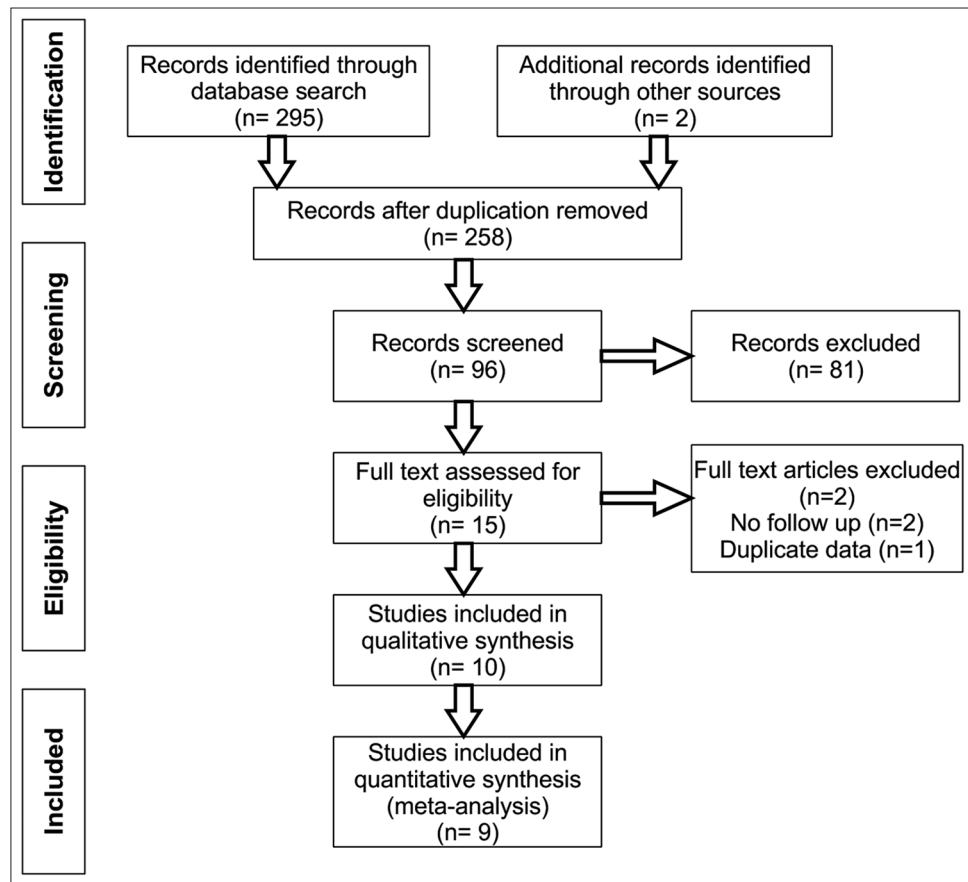 Identification
Records identified through
database search
(n= 295)
Additional records identified
through other sources
(n= 2)
Records after duplication removed
(n= 258)
Screening
Records screened
(n= 96)
Records excluded
(n= 81)
Eligibility
Full text assessed for
eligibility
(n= 15)
Full text articles excluded
(n=2)
No follow up (n=2)
Duplicate data (n=1)
Studies included in
qualitative synthesis
(n= 10)
Included
Studies included in
quantitative synthesis
(meta-analysis)
(n= 9)